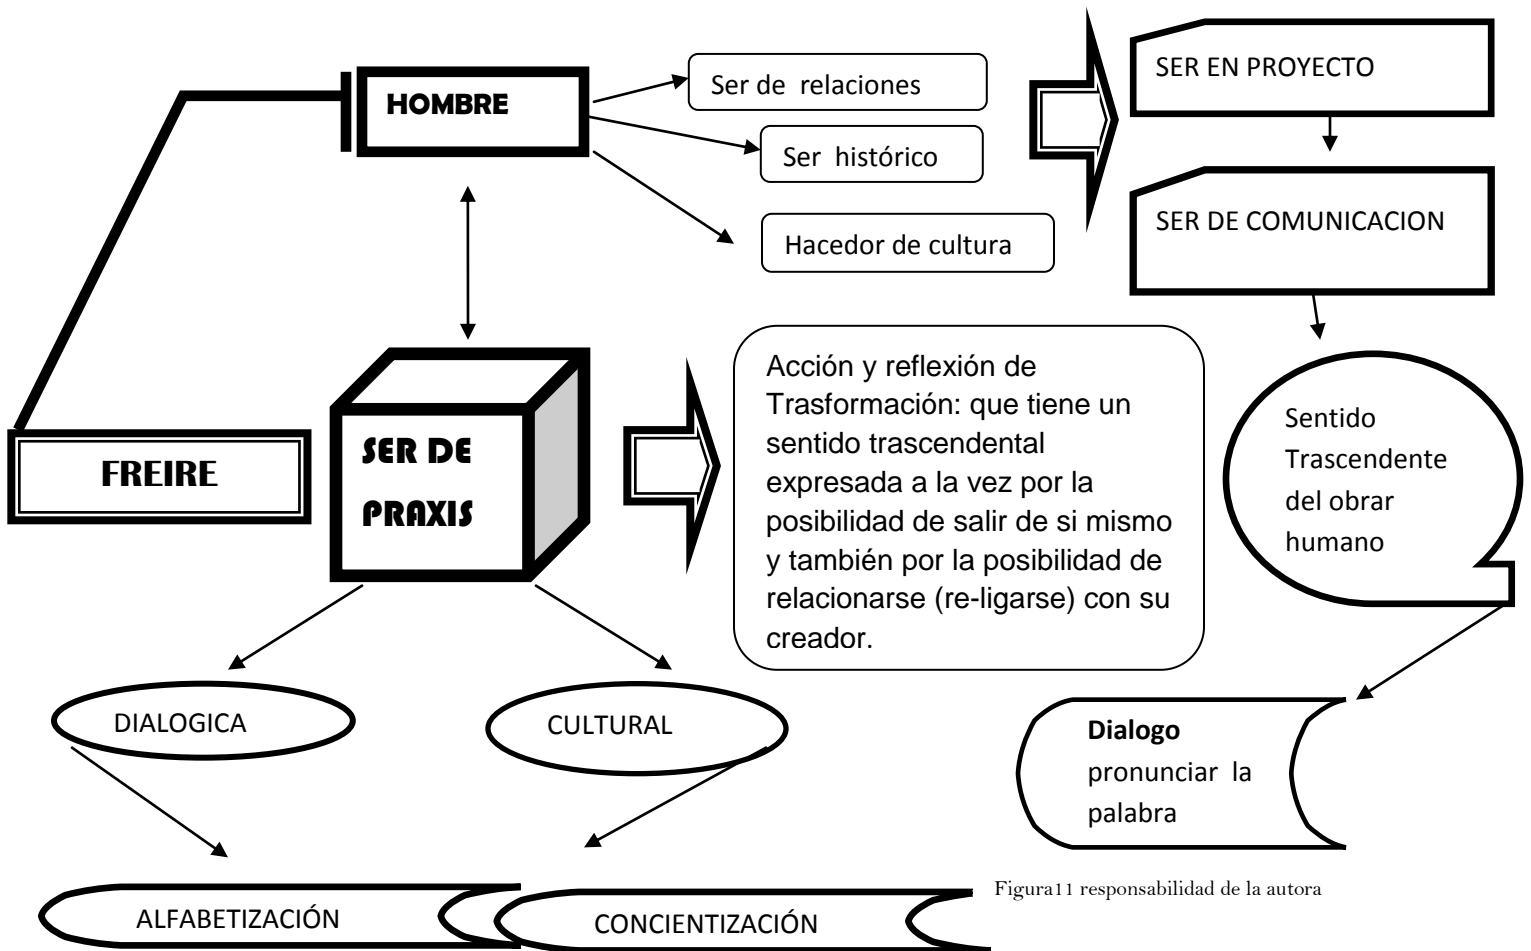 HOMBRE
Ser de relaciones
Ser histórico
Hacedor de cultura
SER EN PROYECTO
SER DE COMUNICACION
FREIRE
SER DE
PRAXIS
Acción y reflexión de
Trasformación: que tiene un
sentido trascendental
expresada a la vez por la
posibilidad de salir de si mismo
y también por la posibilidad de
relacionarse (re-ligarse) con su
creador.
Sentido
Trascendente
del obrar
humano
DIALOGICA
CULTURAL
Dialogo
pronunciar la
palabra
ALFABETIZACIÓN
CONCIENTIZACIÓN
Figura11 responsabilidad de la autora